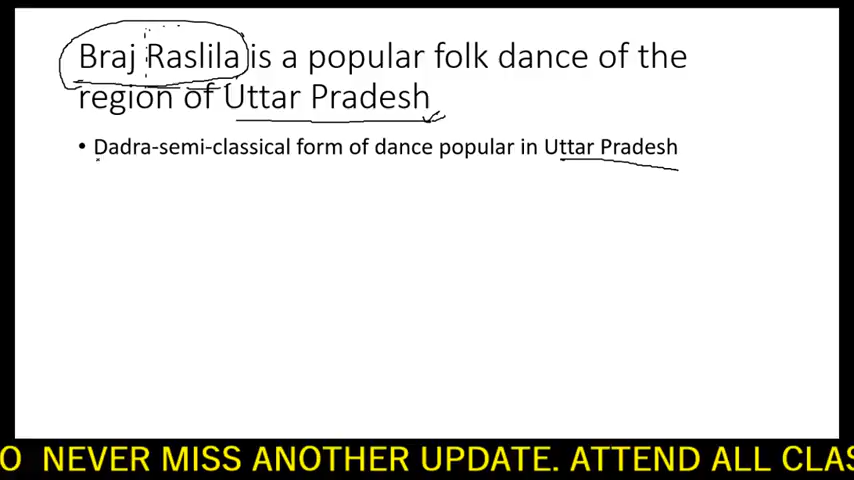 Braj Raslila is a popular folk dance of the
region of Uttar Pradesh
• Dadra-semi-classical form of dance popular in Uttar Pradesh
O NEVER MISS ANOTHER UPDATE. ATTEND ALL CLAS